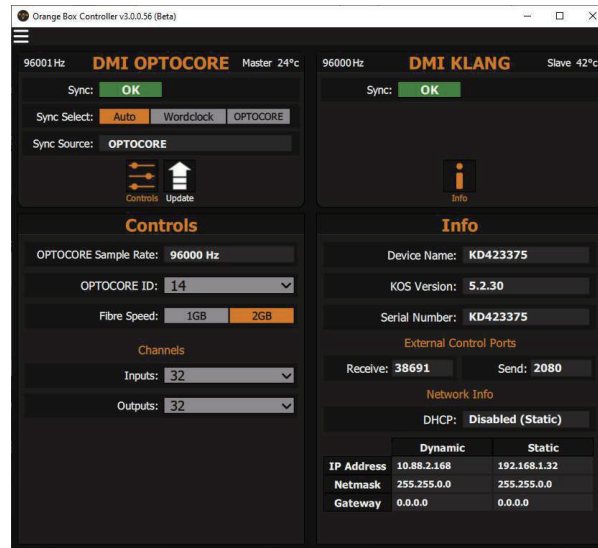 Orange Box Controller v3.0.0.56 (Beta)
96001 Hz DMI OPTOCORE Master 24°c
Sync: OK
Sync Select: Auto Wordclock OPTOCORE
Sync Source: OPTOCORE
Controls Update
Controls
OPTOCORE Sample Rate: 96000 Hz
OPTOCORE ID: 14
Fibre Speed: 1GB 2GB
Channels
Inputs: 32
Outputs: 32
96000 Hz DMI KLANG Slave 42°c
Sync: OK
Info
Info
Device Name: KD423375
KOS Version: 5.2.30
Serial Number: KD423375
External Control Ports
Receive: 38691 Send: 2080
Network Info
DHCP: Disabled (Static)
Dynamic Static
IP Address 10.88.2.168 192.168.1.32
Netmask 255.255.0.0 255.255.0.0
Gateway 0.0.0.0 0.0.0.0